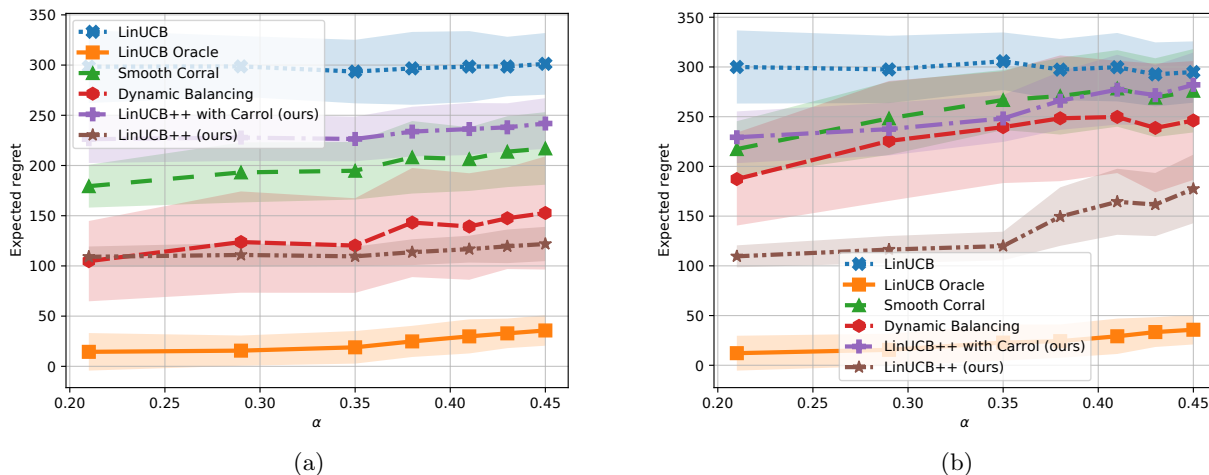 350
300
250
200
150
100
50
0
Expected regret
LinUCB
LinUCB Oracle
Smooth Corral
Dynamic Balancing
LinUCB++ with Carrol (ours)
LinUCB++ (ours)
0.20
0.25
0.30
0.35
0.40
0.45
α
(a)
350
300
250
200
150
100
50
0
Expected regret
LinUCB
LinUCB Oracle
Smooth Corral
Dynamic Balancing
LinUCB++ with Carrol (ours)
LinUCB++ (ours)
0.20
0.25
0.30
0.35
0.40
0.45
α
(b)